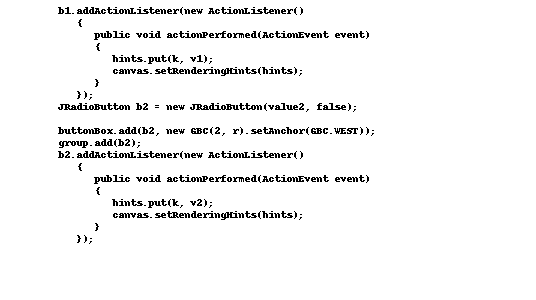 b1.addActionListener(new ActionListener()
{
public void actionPerformed(ActionEvent event)
{
hints.put(k, v1);
canvas.setRenderingHints(hints);
}
});
JRadioButton b2 = new JRadioButton(value2, false);
buttonBox.add(b2, new GBC(2, r).setAnchor(GBC.WEST));
group.add(b2);
b2.addActionListener(new ActionListener()
{
public void actionPerformed(ActionEvent event)
{
hints.put(k, v2);
canvas.setRenderingHints(hints);
}
});